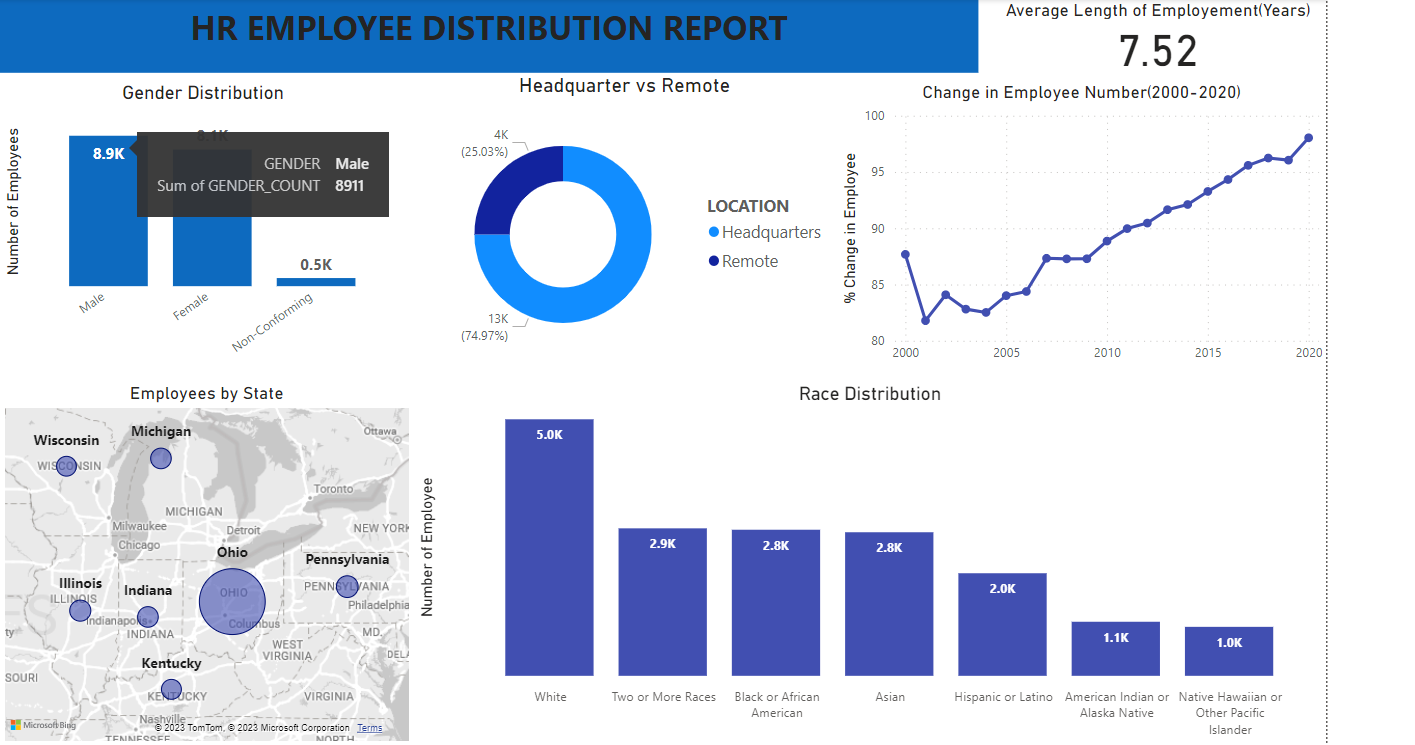 HR EMPLOYEE DISTRIBUTION REPORT
Average Length of Employement(Years)
7.52
Gender Distribution
Number of Employees
8.9K
8.1K
0.5K
GENDER Male
Sum of GENDER_COUNT 8911
Male
Female
Non-Conforming
Headquarter vs Remote
4K
(25.03%)
13K
(74.97%)
LOCATION
Headquarters
Remote
Change in Employee Number(2000-2020)
% Change in Employee
100
95
90
85
80
2000 2005 2010 2015 2020
Employees by State
Ottawa
Michigan
Wisconsin
WISCONSIN
Toronto
MICHIGAN
NEW YORK
Milwaukee
Detroit
Chicago
Ohio
Pennsylvania
Illinois
Indiana
OHIO
PENNSYLVANIA
ILLINOIS
Philadelphia
Indianapolis
Columbus
ty
INDIANA
MD.
WEST
VIRGINIA
DELA
Kentucky
SOURI
KENTUCKY
VIRGINIA
Nashville
Microsoft Bing
© 2023 TomTom, © 2023 Microsoft Corporation Terms
TENNESSEE
NORTH
Race Distribution
Number of Employee
5.0K
2.9K
2.8K
2.8K
2.0K
1.1K
1.0K
White
Two or More Races
Black or African
American
Asian
Hispanic or Latino
American Indian or
Alaska Native
Native Hawaiian or
Other Pacific
Islander